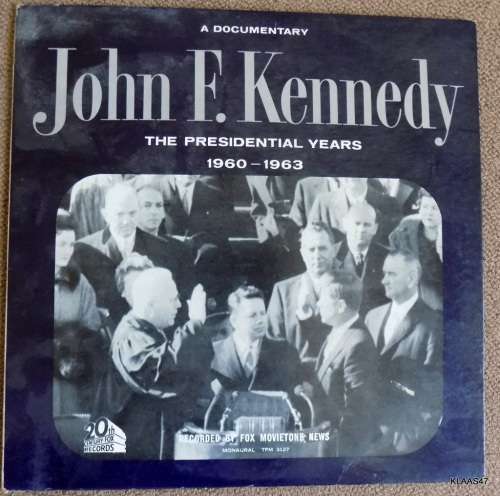 A DOCUMENTARY
John F. Kennedy
THE PRESIDENTIAL YEARS
1960 – 1963
20th
CENTURY FOX
RECORDS
RECORDED BY FOX MOVIETONE NEWS
MONAURAL TFM 3127
KLAAS47